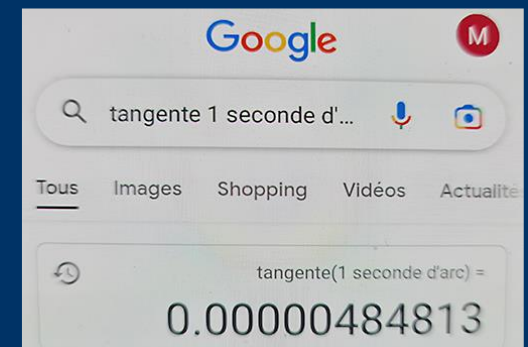 Google
M
tangente 1 seconde d'...
Tous Images Shopping Vidéos Actualité
tangente(1 seconde d'arc) =
0.00000484813